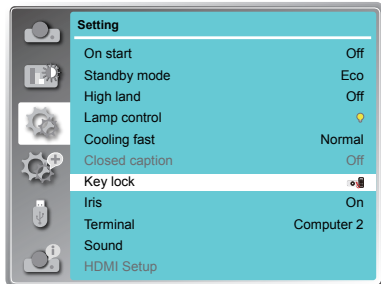 Setting
On start Off
Standby mode Eco
High land Off
Lamp control
Cooling fast Normal
Closed caption Off
Key lock
Iris On
Terminal Computer 2
Sound
HDMI Setup